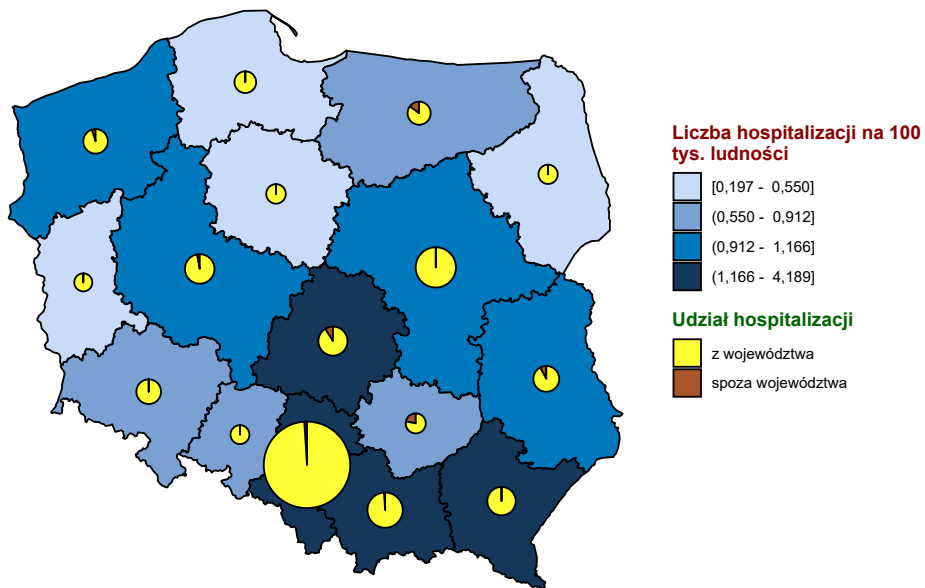 Liczba hospitalizacji na 100
tys. ludności
[0,197 - 0,550]
(0,550 - 0,912]
(0,912 - 1,166]
(1,166 - 4,189]
Udział hospitalizacji
z województwa
spoza województwa